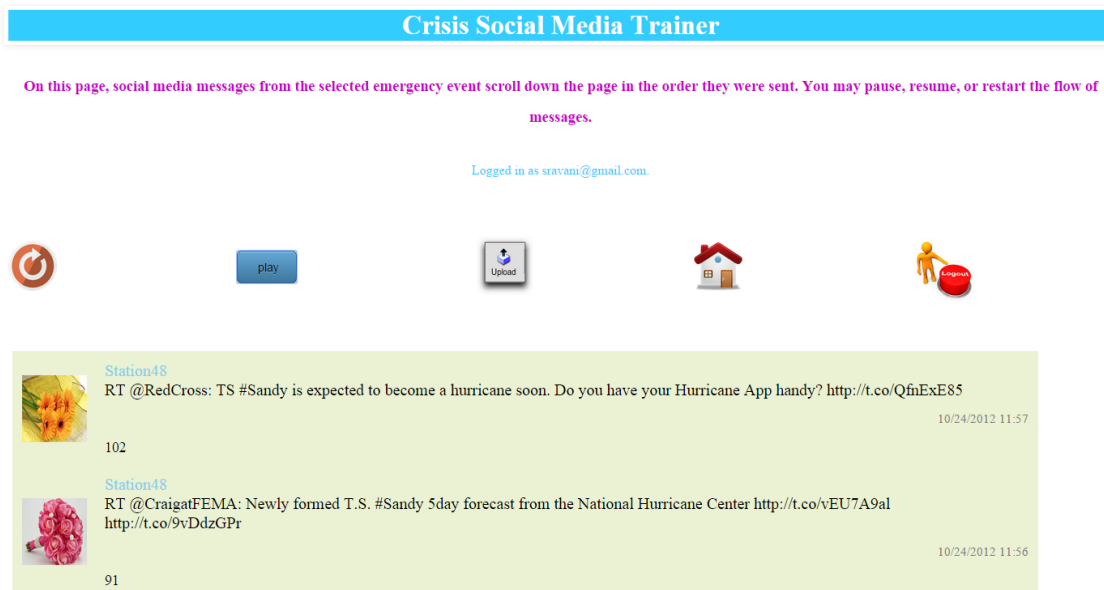 Crisis Social Media Trainer
On this page, social media messages from the selected emergency event scroll down the page in the order they were sent. You may pause, resume, or restart the flow of
messages.
Logged in as sravani@gmail.com.
play
Upload
Logout
Station48
RT @RedCross: TS #Sandy is expected to become a hurricane soon. Do you have your Hurricane App handy? http://t.co/QfnExE85
10/24/2012 11:57
102
Station48
RT @CraigatFEMA: Newly formed T.S. #Sandy 5day forecast from the National Hurricane Center http://t.co/vEU7A9al
http://t.co/9vDdzGPr
10/24/2012 11:56
91